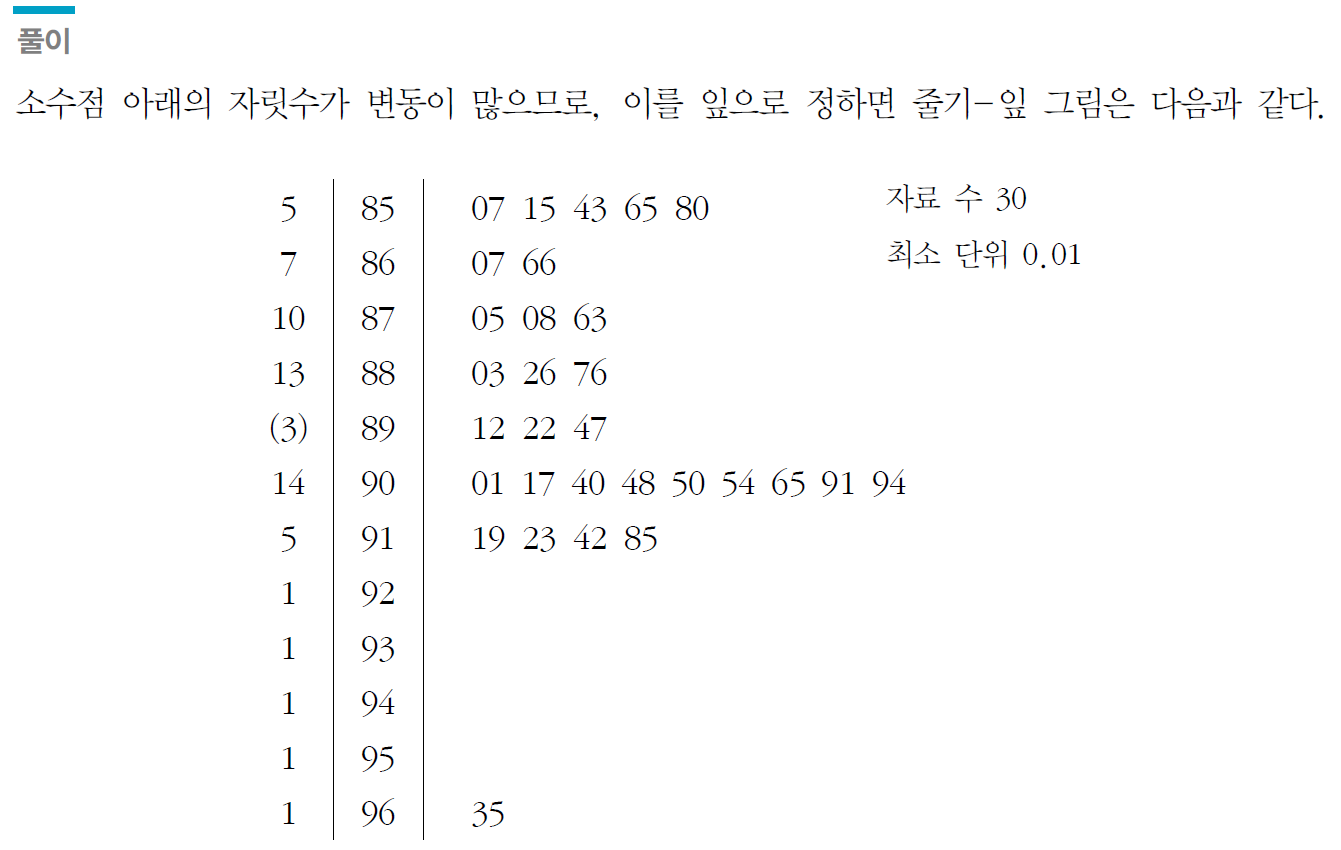 풀이
소수점 아래의 자릿수가 변동이 많으므로, 이를 잎으로 정하면 줄기-잎 그림은 다음과 같다.
5 85 07 15 43 65 80 자료 수 30
7 86 07 66 최소 단위 0.01
10 87 05 08 63
13 88 03 26 76
(3) 89 12 22 47
14 90 01 17 40 48 50 54 65 91 94
5 91 19 23 42 85
1 92
1 93
1 94
1 95
1 96 35